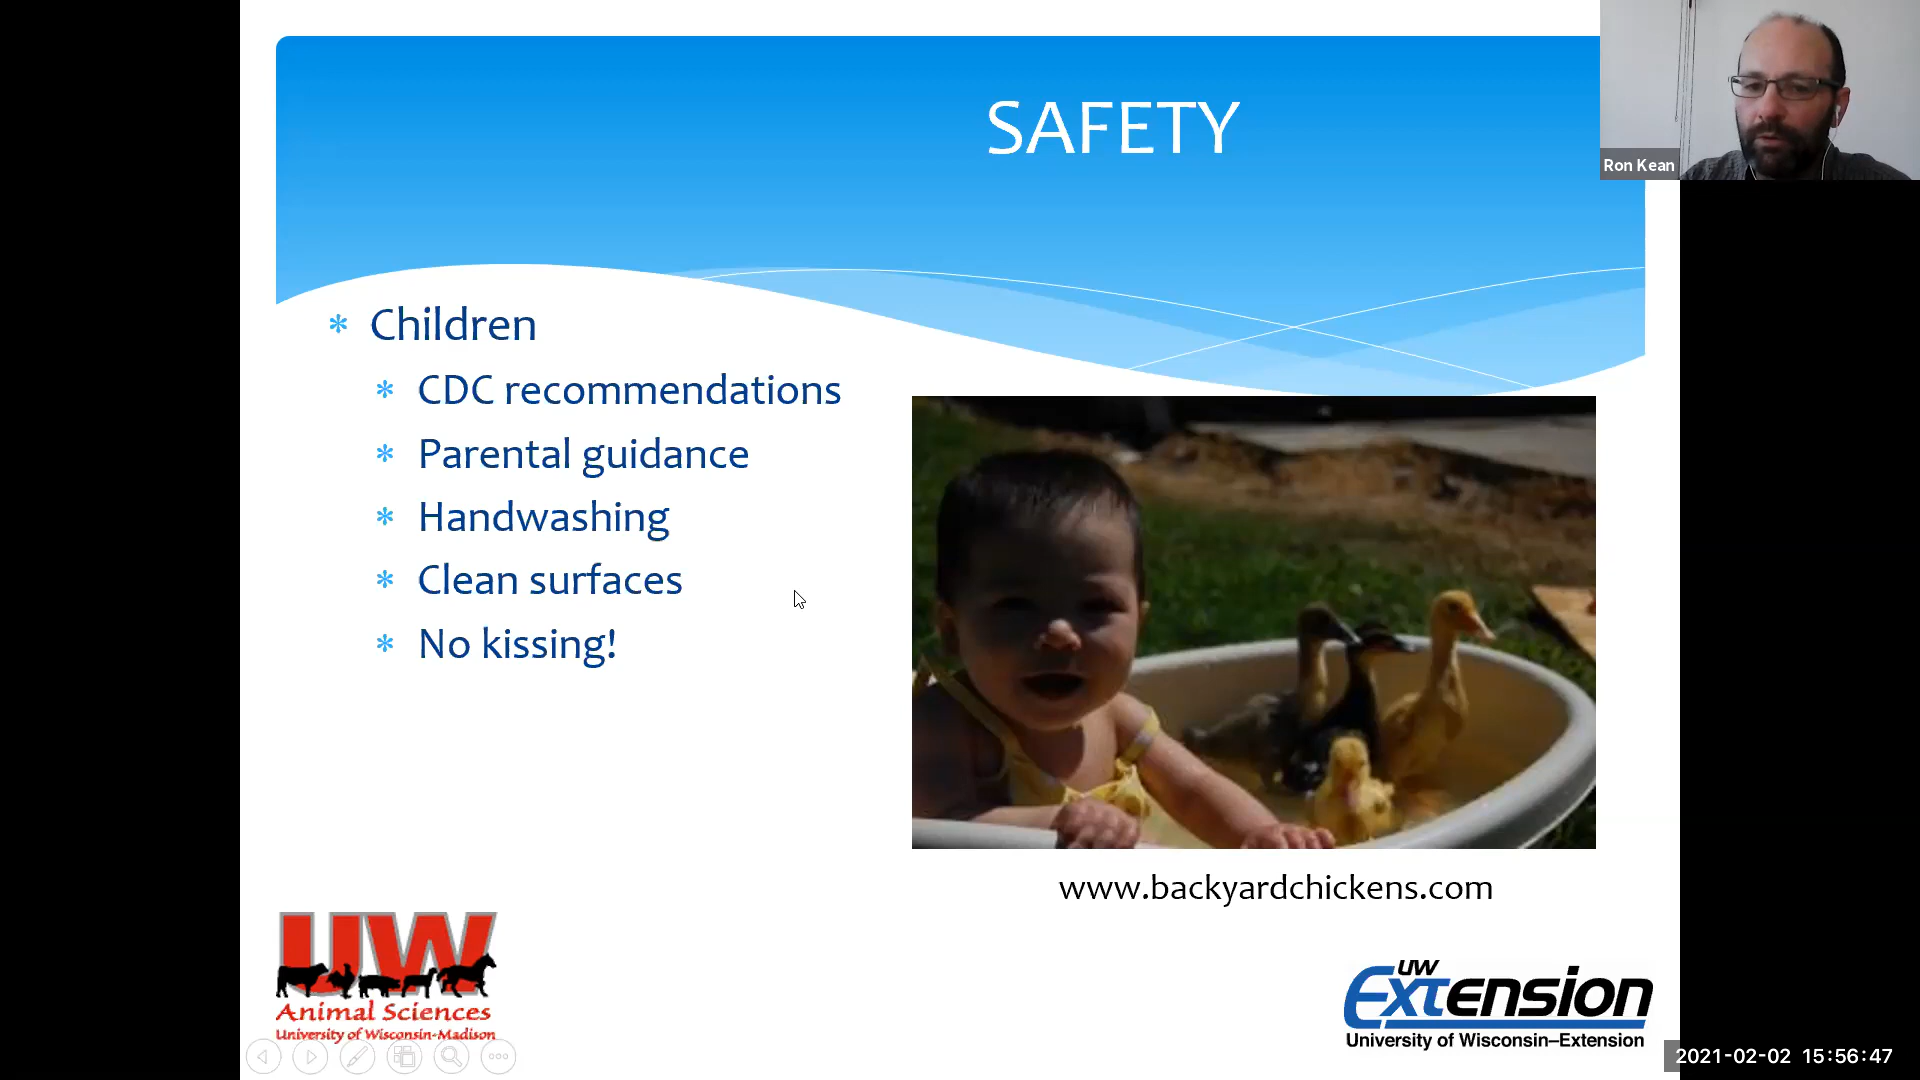 SAFETY
Ron Kean
* Children
* CDC recommendations
* Parental guidance
* Handwashing
* Clean surfaces
* No kissing!
www.backyardchickens.com
UW
Animal Sciences
University of Wisconsin-Madison
UW
Extension
University of Wisconsin–Extension
2021-02-02 15:56:47